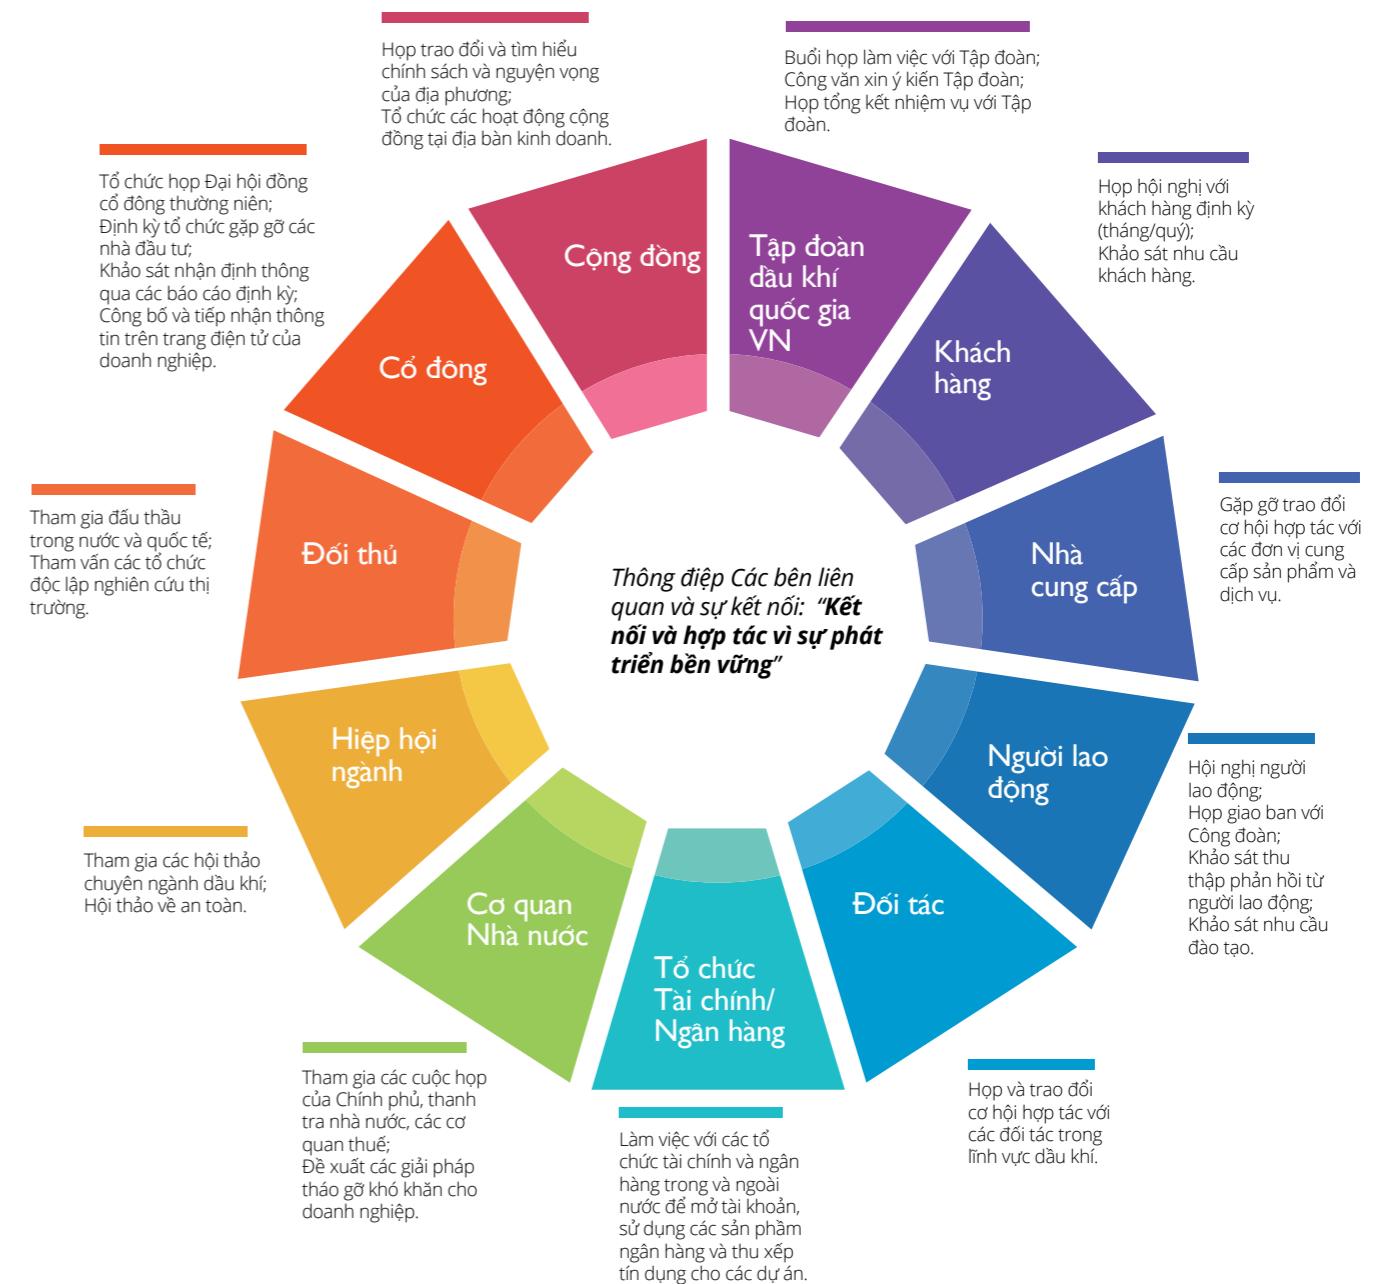 Họp trao đổi và tìm hiểu
chính sách và nguyện vọng
của địa phương;
Tổ chức các hoạt động cộng
đồng tại địa bàn kinh doanh.
Buổi họp làm việc với Tập đoàn;
Công văn xin ý kiến Tập đoàn;
Họp tổng kết nhiệm vụ với Tập
đoàn.
Tổ chức họp Đại hội đồng
cổ đông thường niên;
Định kỳ tổ chức gặp gỡ các
nhà đầu tư;
Khảo sát nhận định thông
qua các báo cáo định kỳ;
Công bố và tiếp nhận thông
tin trên trang điện tử của
doanh nghiệp.
Họp hội nghị với
khách hàng định kỳ
(tháng/quý);
Khảo sát nhu cầu
khách hàng.
Cộng đồng
Tập đoàn
dầu khí
quốc gia
VN
Cổ đông
Khách
hàng
Tham gia đấu thầu
trong nước và quốc tế;
Tham vấn các tổ chức
độc lập nghiên cứu thị
trường.
Đối thủ
Nhà
cung cấp
Gặp gỡ trao đổi
cơ hội hợp tác với
các đơn vị cung
cấp sản phẩm và
dịch vụ.
Thông điệp Các bên liên
quan và sự kết nối: “Kết
nối và hợp tác vì sự phát
triển bền vững”
Hiệp hội
ngành
Người lao
động
Hội nghị người
lao động;
Họp giao ban với
Công đoàn;
Khảo sát thu
thập phản hồi từ
người lao động;
Khảo sát nhu cầu
đào tạo.
Tham gia các hội thảo
chuyên ngành dầu khí;
Hội thảo về an toàn.
Cơ quan
Nhà nước
Tổ chức
Tài chính/
Ngân hàng
Đối tác
Tham gia các cuộc họp
của Chính phủ, thanh
tra nhà nước, các cơ
quan thuế;
Đề xuất các giải pháp
tháo gỡ khó khăn cho
doanh nghiệp.
Làm việc với các tổ
chức tài chính và ngân
hàng trong và ngoài
nước để mở tài khoản,
sử dụng các sản phầm
ngân hàng và thu xếp
tín dụng cho các dự án.
Họp và trao đổi
cơ hội hợp tác với
các đối tác trong
lĩnh vực dầu khí.